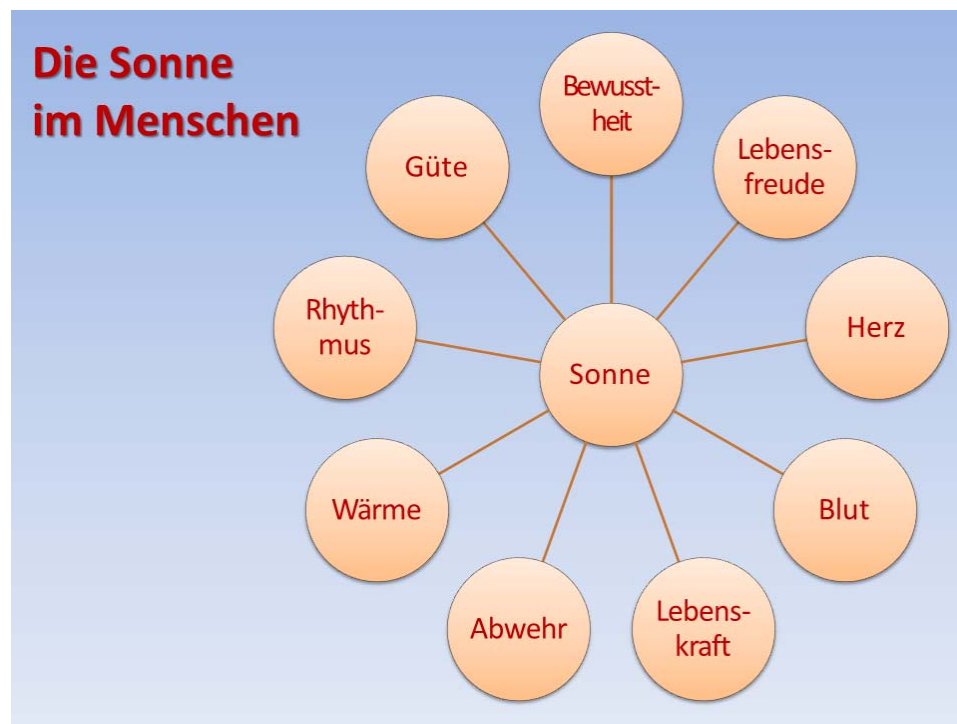 Die Sonne
im Menschen
Bewusst-
heit
Lebens-
freude
Herz
Blut
Lebens-
kraft
Abwehr
Wärme
Rhyth-
mus
Güte
Sonne